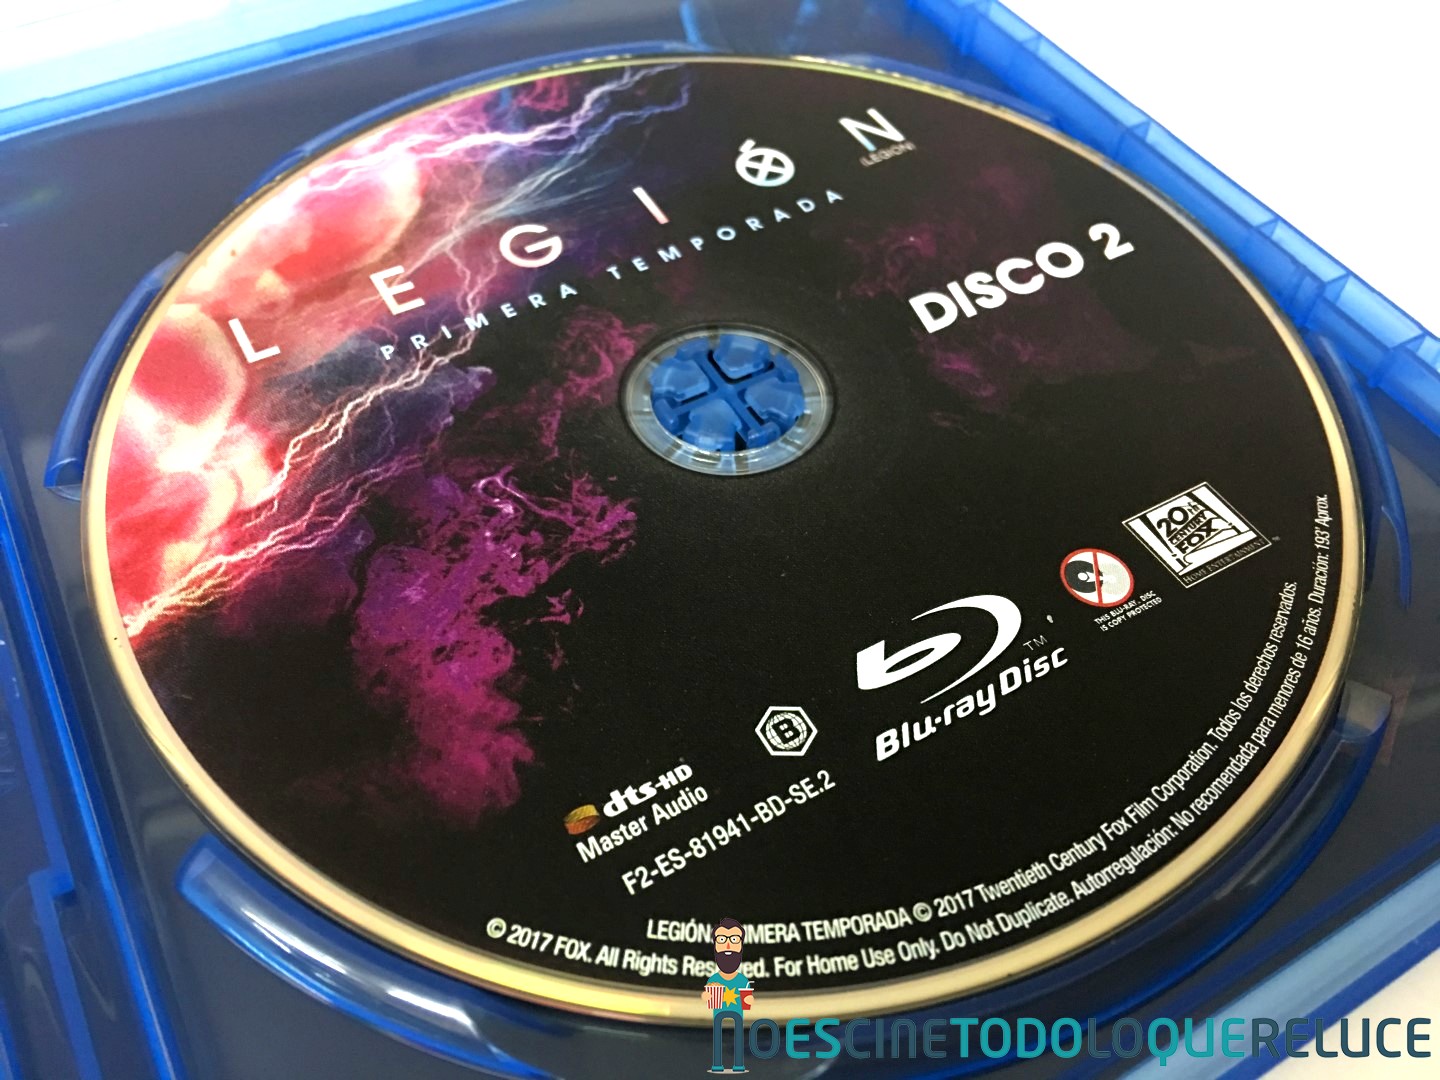 LEGIÓN
(LEGION)
PRIMERA TEMPORADA
DISCO 2
20th
CENTURY
FOX
HOME ENTERTAINMENT
THIS BLU-RAY DISC
IS COPY PROTECTED
TM
Blu-ray Disc
B
dts-HD
Master Audio
F2-ES-81941-BD-SE.2
LEGIÓN: PRIMERA TEMPORADA © 2017 Twentieth Century Fox Film Corporation. Todos los derechos reservados.
© 2017 FOX. All Rights Reserved. For Home Use Only. Do Not Duplicate. Autorregulación: No recomendada para menores de 16 años. Duración: 193' Aprox.
NOESCINETODOLOQUERELUCE